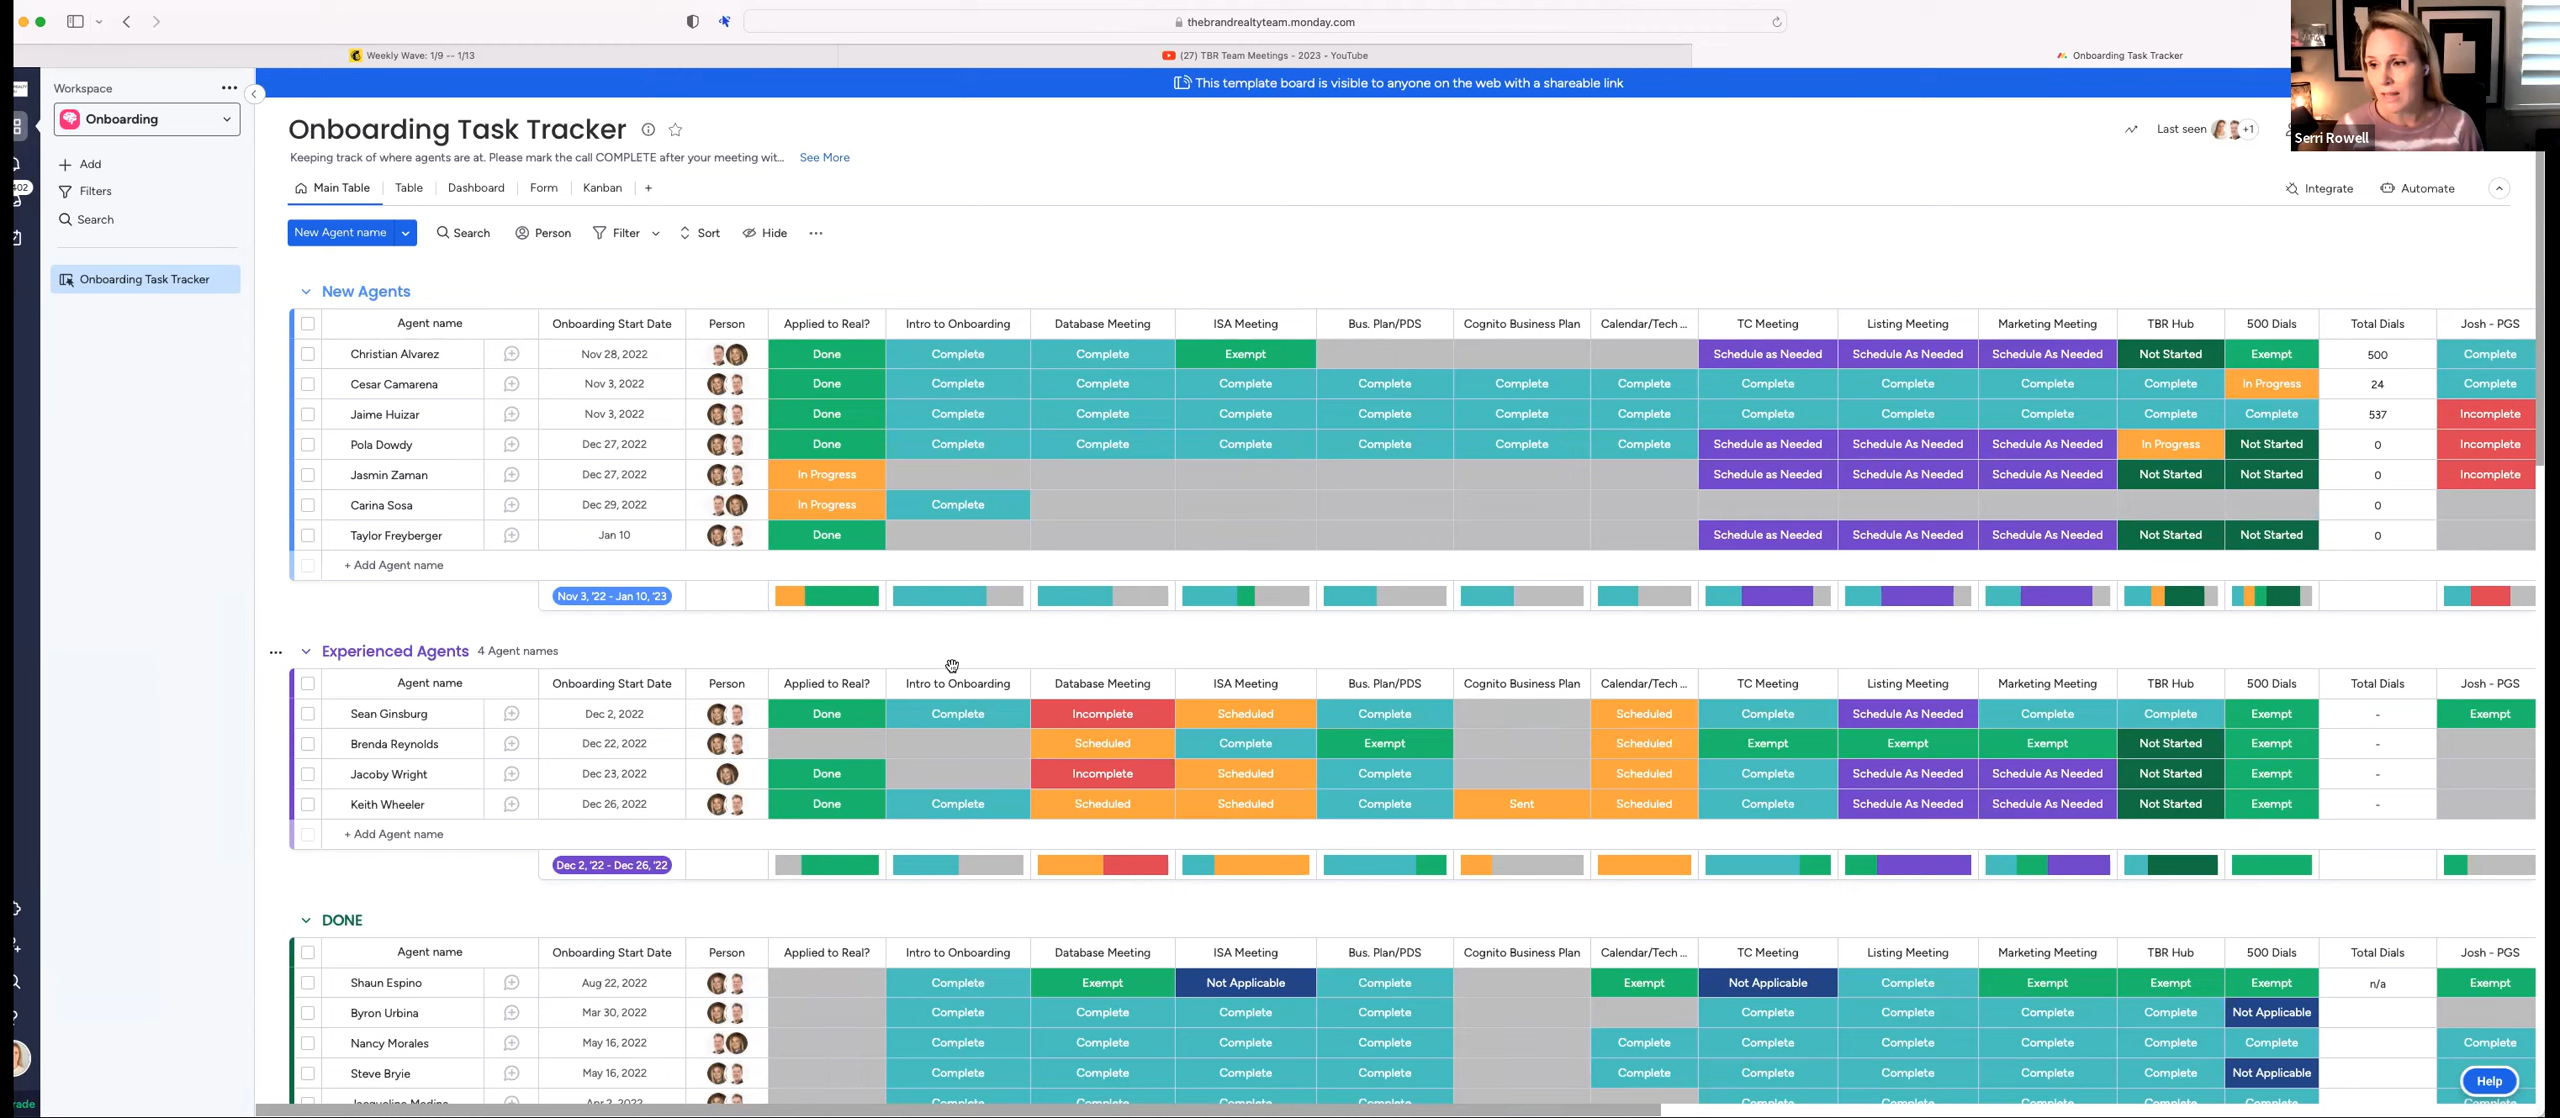 thebrandrealtyteam.monday.com
Weekly Wave: 1/9 -- 1/13
(27) TBR Team Meetings - 2023 - YouTube
Onboarding Task Tracker
Serri Rowell
Workspace
Onboarding
Add
Filters
Search
Onboarding Task Tracker
This template board is visible to anyone on the web with a shareable link
Onboarding Task Tracker
Last seen +1
Keeping track of where agents are at. Please mark the call COMPLETE after your meeting wit... See More
Main Table Table Dashboard Form Kanban +
Integrate Automate
New Agent name Search Person Filter Sort Hide
New Agents
Agent name Onboarding Start Date Person Applied to Real? Intro to Onboarding Database Meeting ISA Meeting Bus. Plan/PDS Cognito Business Plan Calendar/Tech ... TC Meeting Listing Meeting Marketing Meeting TBR Hub 500 Dials Total Dials Josh - PGS
Christian Alvarez Nov 28, 2022 Done Complete Complete Exempt Schedule as Needed Schedule As Needed Schedule As Needed Not Started Exempt 500 Complete
Cesar Camarena Nov 3, 2022 Done Complete Complete Complete Complete Complete Complete Complete Complete Complete Complete In Progress 24 Complete
Jaime Huizar Nov 3, 2022 Done Complete Complete Complete Complete Complete Complete Complete Complete Complete Complete Complete 537 Incomplete
Pola Dowdy Dec 27, 2022 Done Complete Complete Complete Complete Complete Complete Schedule as Needed Schedule As Needed Schedule As Needed In Progress Not Started 0 Incomplete
Jasmin Zaman Dec 27, 2022 In Progress Schedule as Needed Schedule As Needed Schedule As Needed Not Started Not Started 0 Incomplete
Carina Sosa Dec 29, 2022 In Progress Complete 0
Taylor Freyberger Jan 10 Done Schedule as Needed Schedule As Needed Schedule As Needed Not Started Not Started 0
+ Add Agent name
Nov 3, '22 - Jan 10, '23
Experienced Agents 4 Agent names
Agent name Onboarding Start Date Person Applied to Real? Intro to Onboarding Database Meeting ISA Meeting Bus. Plan/PDS Cognito Business Plan Calendar/Tech ... TC Meeting Listing Meeting Marketing Meeting TBR Hub 500 Dials Total Dials Josh - PGS
Sean Ginsburg Dec 2, 2022 Done Complete Incomplete Scheduled Complete Scheduled Complete Schedule As Needed Complete Complete Exempt - Exempt
Brenda Reynolds Dec 22, 2022 Scheduled Complete Exempt Scheduled Exempt Exempt Exempt Not Started Exempt -
Jacoby Wright Dec 23, 2022 Done Incomplete Scheduled Complete Scheduled Complete Schedule As Needed Schedule As Needed Not Started Exempt -
Keith Wheeler Dec 26, 2022 Done Complete Scheduled Scheduled Complete Sent Scheduled Complete Schedule As Needed Schedule As Needed Not Started Exempt -
+ Add Agent name
Dec 2, '22 - Dec 26, '22
DONE
Agent name Onboarding Start Date Person Applied to Real? Intro to Onboarding Database Meeting ISA Meeting Bus. Plan/PDS Cognito Business Plan Calendar/Tech ... TC Meeting Listing Meeting Marketing Meeting TBR Hub 500 Dials Total Dials Josh - PGS
Shaun Espino Aug 22, 2022 Complete Exempt Not Applicable Complete Exempt Not Applicable Complete Exempt Exempt Exempt n/a Exempt
Byron Urbina Mar 30, 2022 Complete Complete Complete Complete Complete Complete Complete Complete Not Applicable
Nancy Morales May 16, 2022 Complete Complete Complete Complete Complete Complete Complete Complete Complete Complete Complete
Steve Bryie May 16, 2022 Complete Complete Complete Complete Complete Complete Complete Complete Complete Not Applicable
Help